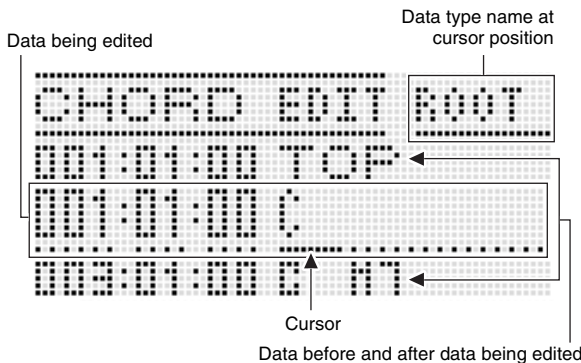 Data type name at
cursor position
Data being edited
CHORD EDIT ROOT
001:01:00 TOP
001:01:00 C
003:01:00 G M7
Cursor
Data before and after data being edited